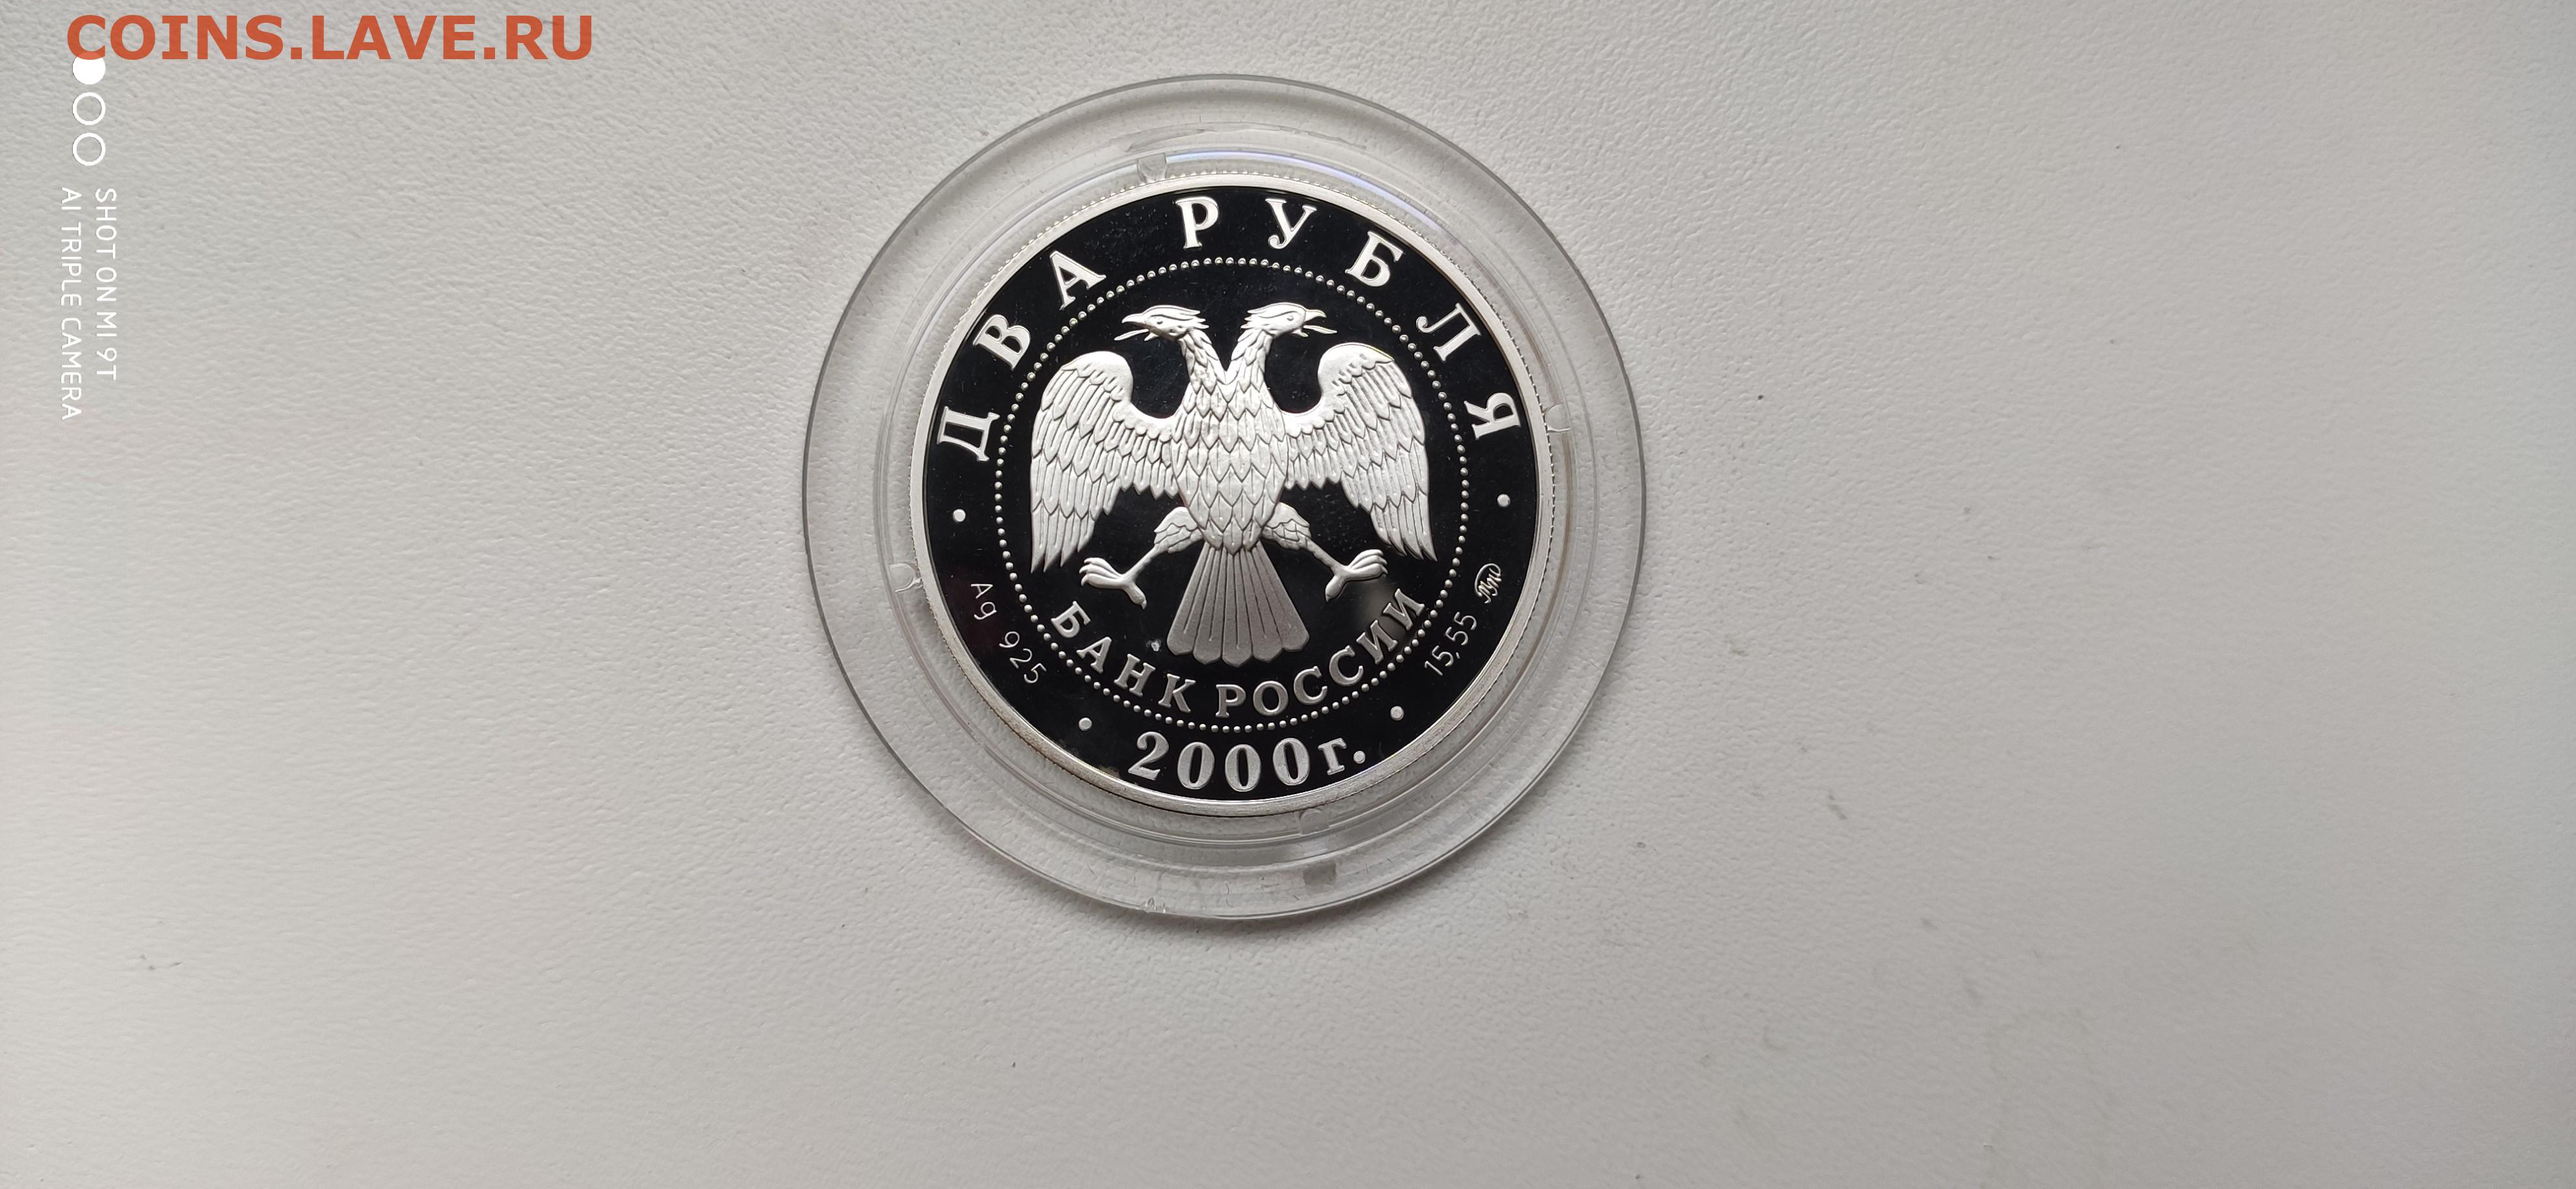 COINS.LAVE.RU
SHOT ON MI 9T
AI TRIPLE CAMERA
ДВА РУБЛЯ
Ag 925
БАНК РОССИИ
15,55
2000г.